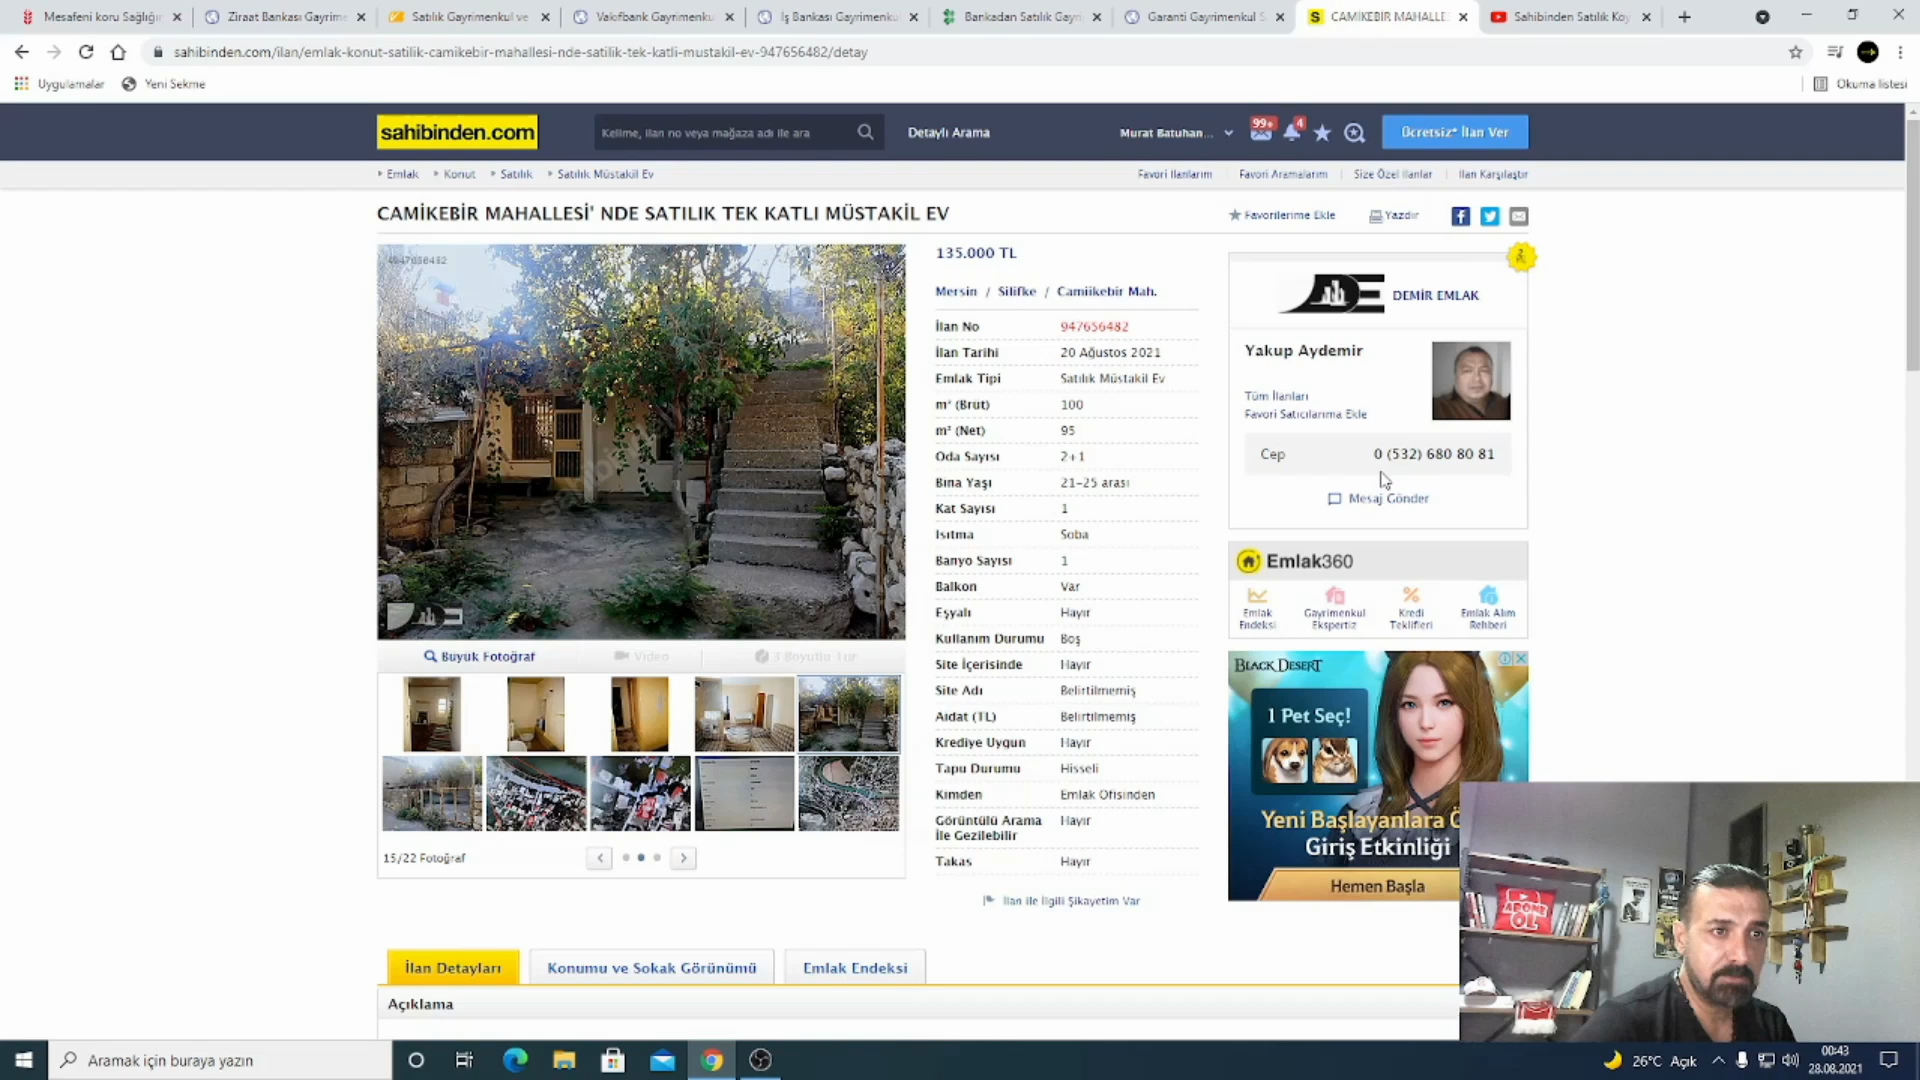 Mesafeni koru Sağlığın
Ziraat Bankası Gayrime
Satılık Gayrimenkul ve
Vakıfbank Gayrimenku
İş Bankası Gayrimenku
Bankadan Satılık Gayr
Garanti Gayrimenkul S
CAMİKEBİR MAHALLE
Sahibinden Satılık Köy
sahibinden.com/ilan/emlak-konut-satilik-camikebir-mahallesi-nde-satilik-tek-katli-mustakil-ev-947656482/detay
Uygulamalar
Yeni Sekme
Okuma listesi
sahibinden.com
Kelime, ilan no veya mağaza adı ile ara
Detaylı Arama
Murat Batuhan...
99+
4
Ücretsiz* İlan Ver
Emlak
Konut
Satılık
Satılık Müstakil Ev
Favori İlanlarım
Favori Aramalarım
Size Özel İlanlar
İlan Karşılaştır
CAMİKEBİR MAHALLESİ' NDE SATILIK TEK KATLI MÜSTAKİL EV
Favorilerime Ekle
Yazdır
135.000 TL
Mersin / Silifke / Camiikebir Mah.
İlan No 947656482
İlan Tarihi 20 Ağustos 2021
Emlak Tipi Satılık Müstakil Ev
m² (Brüt) 100
m² (Net) 95
Oda Sayısı 2+1
Bina Yaşı 21-25 arası
Kat Sayısı 1
Isıtma Soba
Banyo Sayısı 1
Balkon Var
Eşyalı Hayır
Kullanım Durumu Boş
Site İçerisinde Hayır
Site Adı Belirtilmemiş
Aidat (TL) Belirtilmemiş
Krediye Uygun Hayır
Tapu Durumu Hisseli
Kimden Emlak Ofisinden
Görüntülü Arama
İle Gezilebilir Hayır
Takas Hayır
İlan ile İlgili Şikayetim Var
DEMİR EMLAK
Yakup Aydemir
Tüm İlanları
Favori Satıcılarıma Ekle
Cep 0 (532) 680 80 81
Mesaj Gönder
Emlak360
Emlak
Endeksi
Gayrimenkul
Ekspertiz
Kredi
Teklifleri
Emlak Alım
Rehberi
BLACK DESERT
1 Pet Seç!
Yeni Başlayanlara Ö
Giriş Etkinliği
Hemen Başla
ABONE
OL
Büyük Fotoğraf
Video
3 Boyutlu Tur
15/22 Fotoğraf
İlan Detayları
Konumu ve Sokak Görünümü
Emlak Endeksi
Açıklama
Aramak için buraya yazın
26°C Açık
00:43
28.08.2021